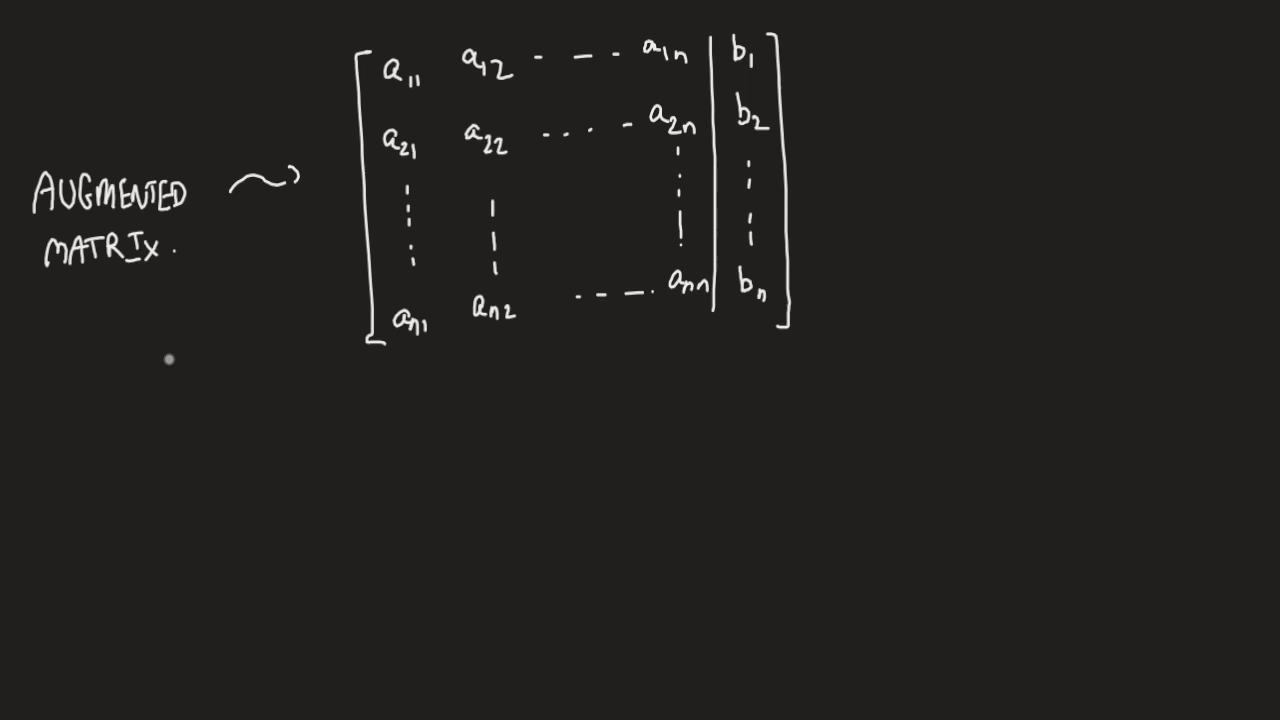 a11 a12 - — - a1n | b1
a21 a22 - . . - a2n | b2
AUGMENTED
MATRIX.
an1 an2 - - — . ann | bn